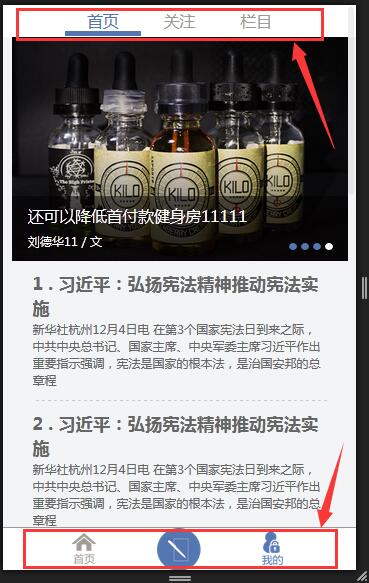 首页 关注 栏目
KILO KILO KILO
还可以降低首付款健身房11111
刘德华11 / 文
1 . 习近平：弘扬宪法精神推动宪法实
施
新华社杭州12月4日电 在第3个国家宪法日到来之际，
中共中央总书记、国家主席、中央军委主席习近平作出
重要指示强调，宪法是国家的根本法，是治国安邦的总
章程
2 . 习近平：弘扬宪法精神推动宪法实
施
新华社杭州12月4日电 在第3个国家宪法日到来之际，
中共中央总书记、国家主席、中央军委主席习近平作出
重要指示强调，宪法是国家的根本法，是治国安邦的总
首页 我的